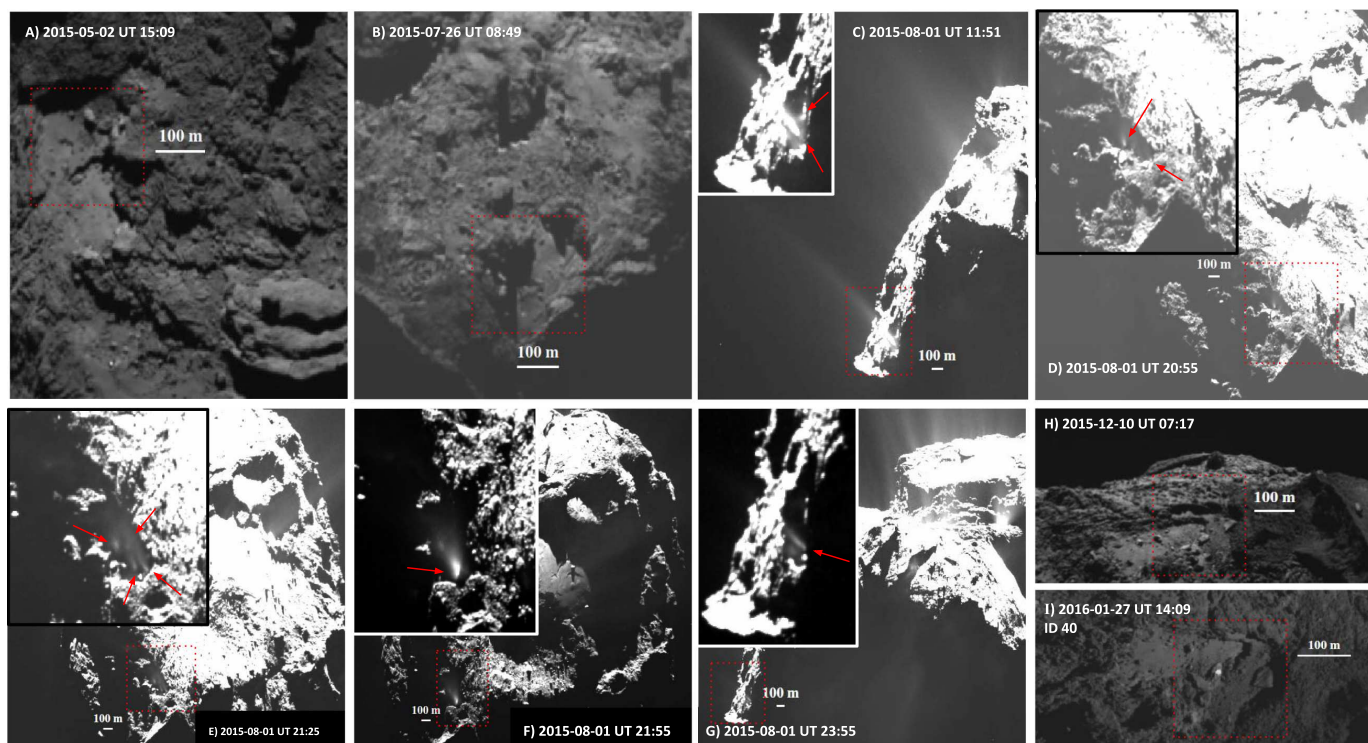 A) 2015-05-02 UT 15:09
100 m
B) 2015-07-26 UT 08:49
100 m
C) 2015-08-01 UT 11:51
100 m
100 m
D) 2015-08-01 UT 20:55
E) 2015-08-01 UT 21:25
100 m
F) 2015-08-01 UT 21:55
100 m
G) 2015-08-01 UT 23:55
100 m
H) 2015-12-10 UT 07:17
100 m
I) 2016-01-27 UT 14:09
ID 40
100 m